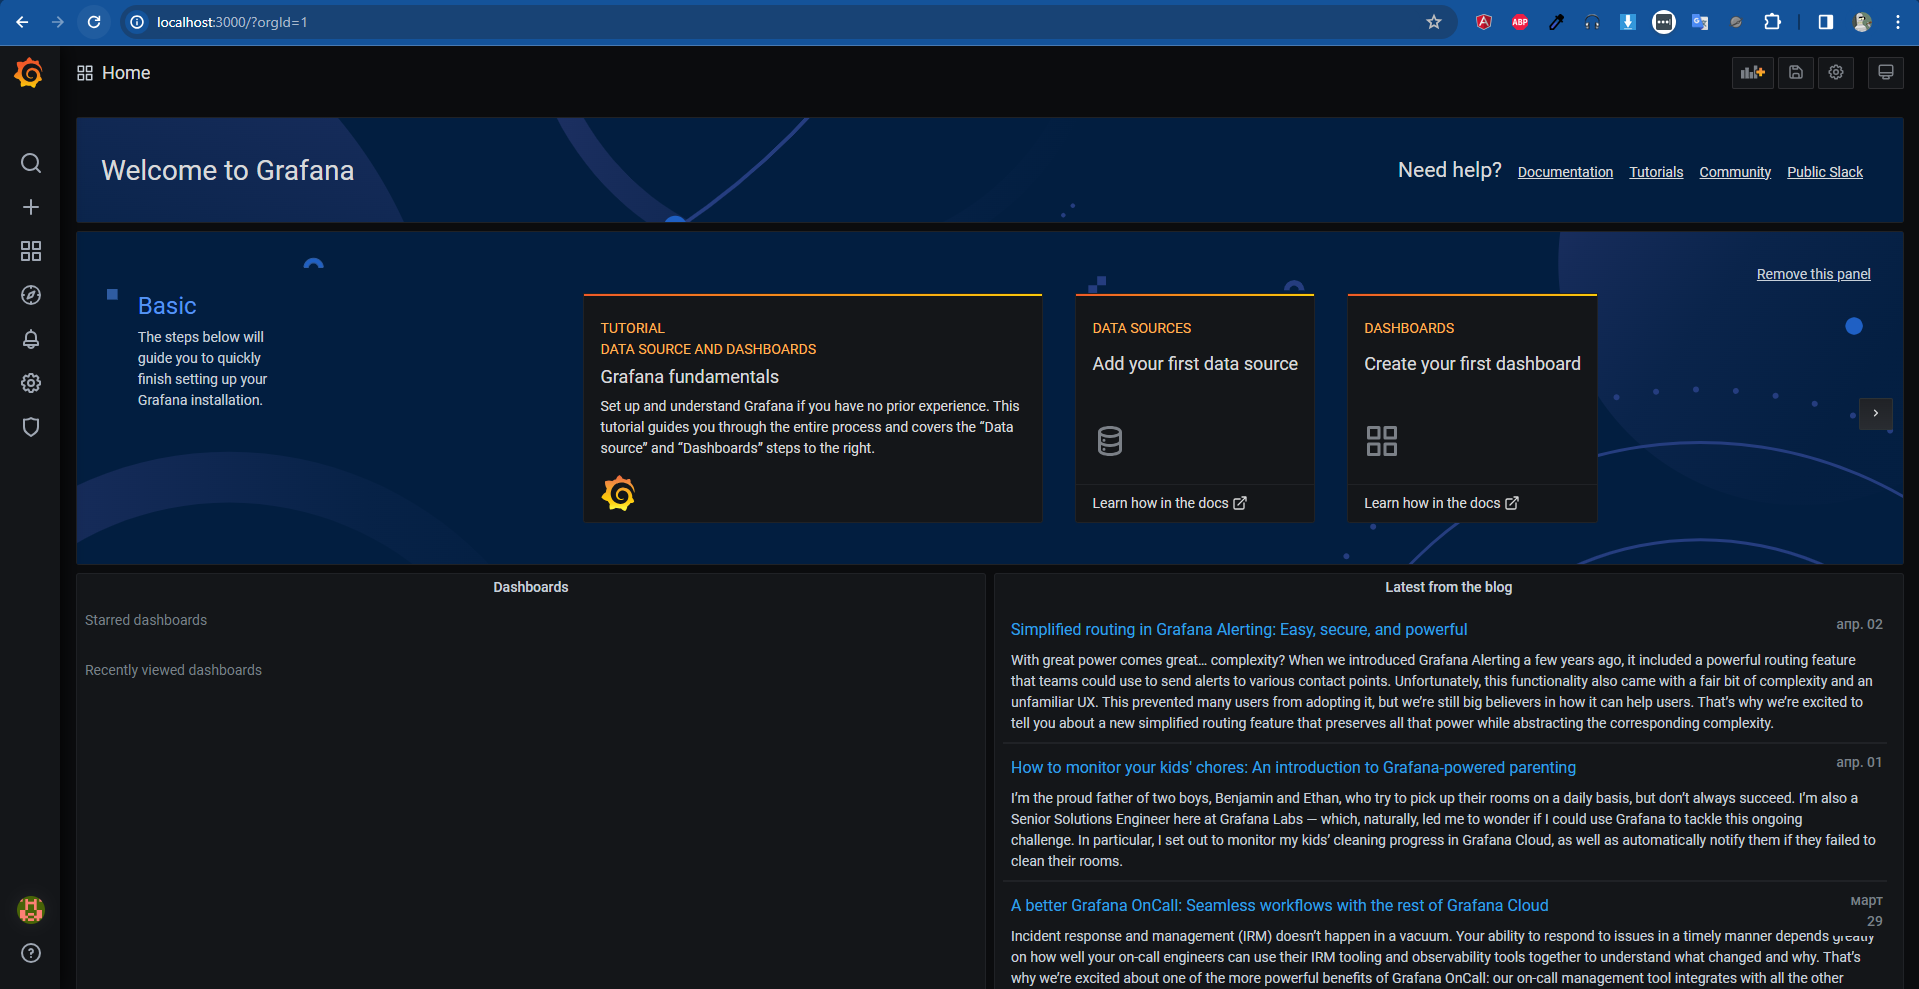 localhost:3000/?orgId=1
ABP
Home
Welcome to Grafana
Need help?
Documentation
Tutorials
Community
Public Slack
Remove this panel
Basic
The steps below will
guide you to quickly
finish setting up your
Grafana installation.
TUTORIAL
DATA SOURCE AND DASHBOARDS
Grafana fundamentals
Set up and understand Grafana if you have no prior experience. This
tutorial guides you through the entire process and covers the “Data
source” and “Dashboards” steps to the right.
DATA SOURCES
Add your first data source
Learn how in the docs
DASHBOARDS
Create your first dashboard
Learn how in the docs
Dashboards
Starred dashboards
Recently viewed dashboards
Latest from the blog
Simplified routing in Grafana Alerting: Easy, secure, and powerful
апр. 02
With great power comes great… complexity? When we introduced Grafana Alerting a few years ago, it included a powerful routing feature
that teams could use to send alerts to various contact points. Unfortunately, this functionality also came with a fair bit of complexity and an
unfamiliar UX. This prevented many users from adopting it, but we’re still big believers in how it can help users. That’s why we’re excited to
tell you about a new simplified routing feature that preserves all that power while abstracting the corresponding complexity.
How to monitor your kids' chores: An introduction to Grafana-powered parenting
апр. 01
I’m the proud father of two boys, Benjamin and Ethan, who try to pick up their rooms on a daily basis, but don’t always succeed. I’m also a
Senior Solutions Engineer here at Grafana Labs — which, naturally, led me to wonder if I could use Grafana to tackle this ongoing
challenge. In particular, I set out to monitor my kids’ cleaning progress in Grafana Cloud, as well as automatically notify them if they failed to
clean their rooms.
A better Grafana OnCall: Seamless workflows with the rest of Grafana Cloud
март
29
Incident response and management (IRM) doesn’t happen in a vacuum. Your ability to respond to issues in a timely manner depends greatly
on how well your on-call engineers can use their IRM tooling and observability tools together to understand what changed and why. That’s
why we’re excited about one of the more powerful benefits of Grafana OnCall: our on-call management tool integrates with all the other